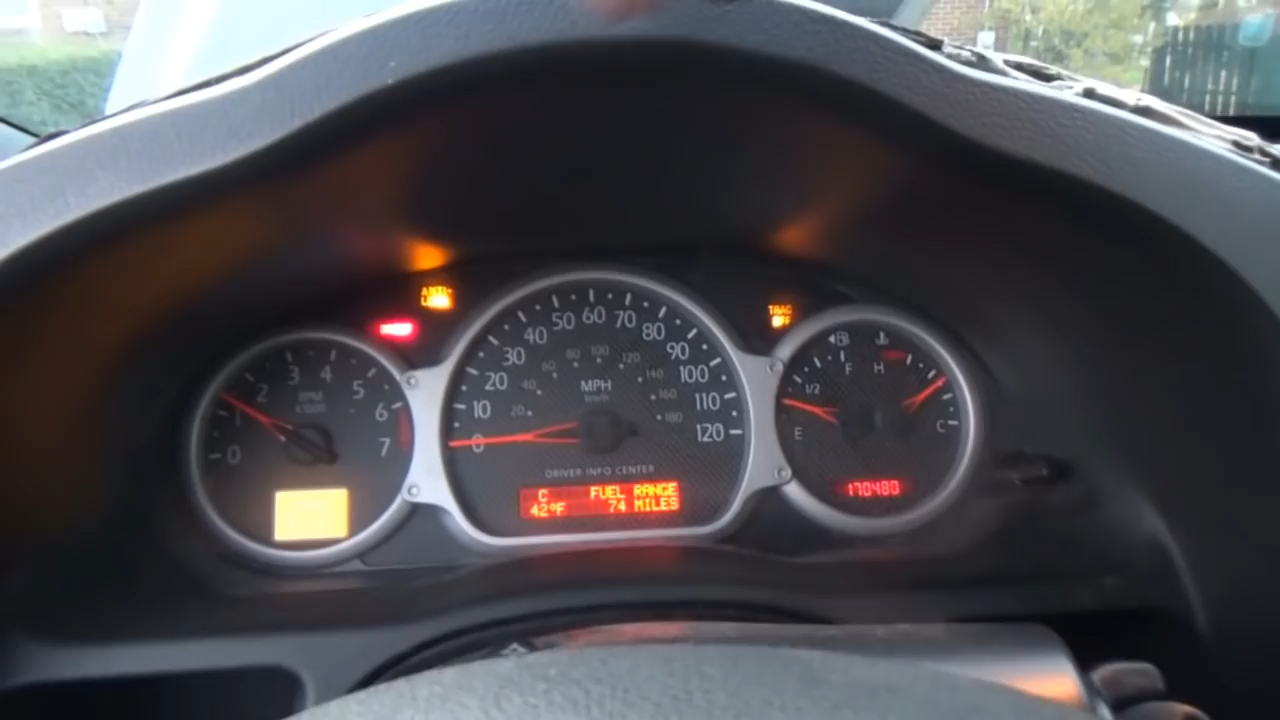 ANTI-
LOCK
TRAC
OFF
0
2
3
4
5
6
7
RPM
X1000
0
10
20
30
40
50
60
70
80
90
100
110
120
20
40
60
80
100
120
140
160
180
MPH
km/h
DRIVER INFO CENTER
C FUEL RANGE
42°F 74 MILES
E
1/2
F
H
C
170480